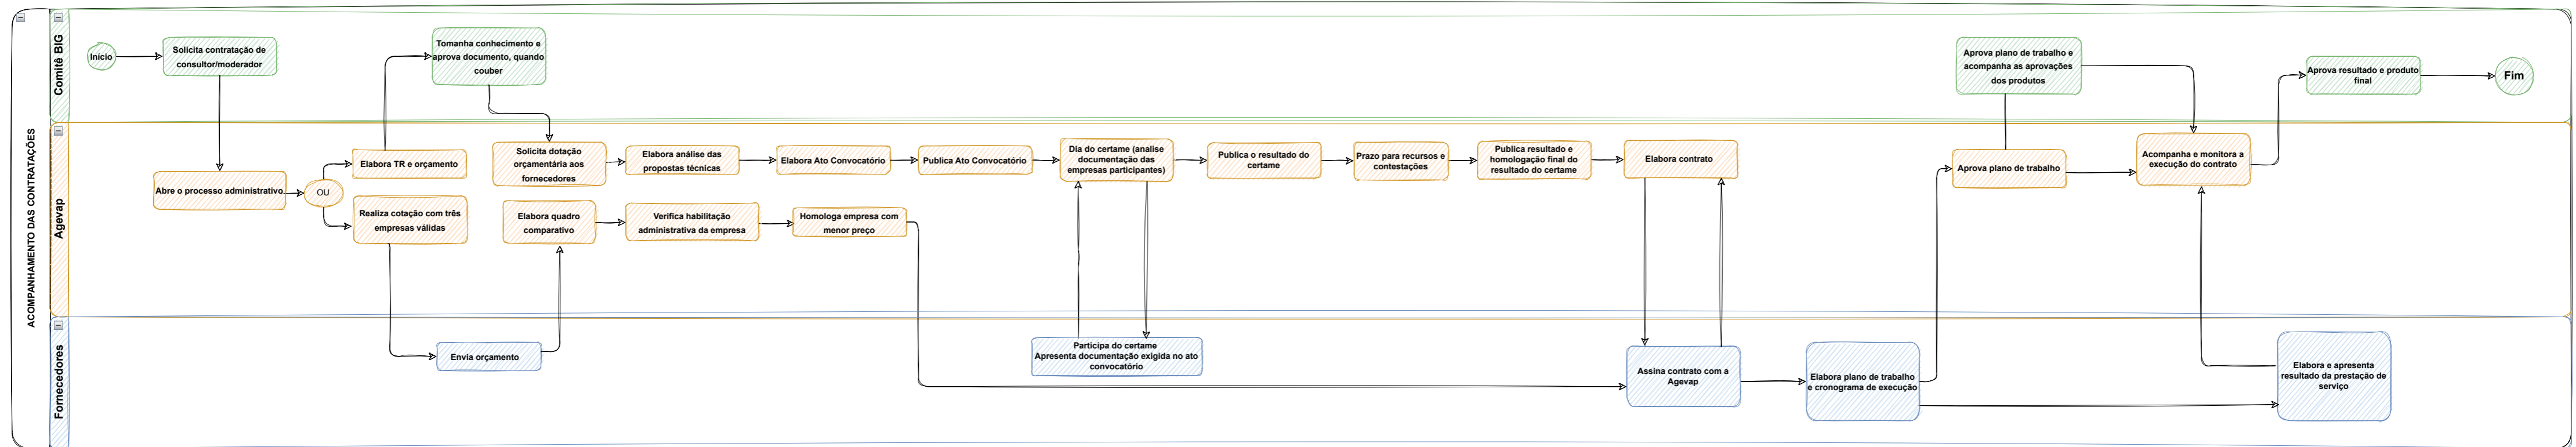 ACOMPANHAMENTO DAS CONTRATAÇÕES
Comitê BIG
Início
Solicita contratação de
consultor/moderador
Tomanha conhecimento e
aprova documento, quando
couber
Aprova plano de trabalho e
acompanha as aprovações
dos produtos
Aprova resultado e produto
final
Fim
Agevap
Abre o processo administrativo
OU
Elabora TR e orçamento
Realiza cotação com três
empresas válidas
Solicita dotação
orçamentária aos
fornecedores
Elabora análise das
propostas técnicas
Elabora Ato Convocatório
Publica Ato Convocatório
Dia do certame (analise
documentação das
empresas participantes)
Publica o resultado do
certame
Prazo para recursos e
contestações
Publica resultado e
homologação final do
resultado do certame
Elabora contrato
Aprova plano de trabalho
Acompanha e monitora a
execução do contrato
Elabora quadro
comparativo
Verifica habilitação
administrativa da empresa
Homologa empresa com
menor preço
Fornecedores
Envia orçamento
Participa do certame
Apresenta documentação exigida no ato
convocatório
Assina contrato com a
Agevap
Elabora plano de trabalho
e cronograma de execução
Elabora e apresenta
resultado da prestação de
serviço